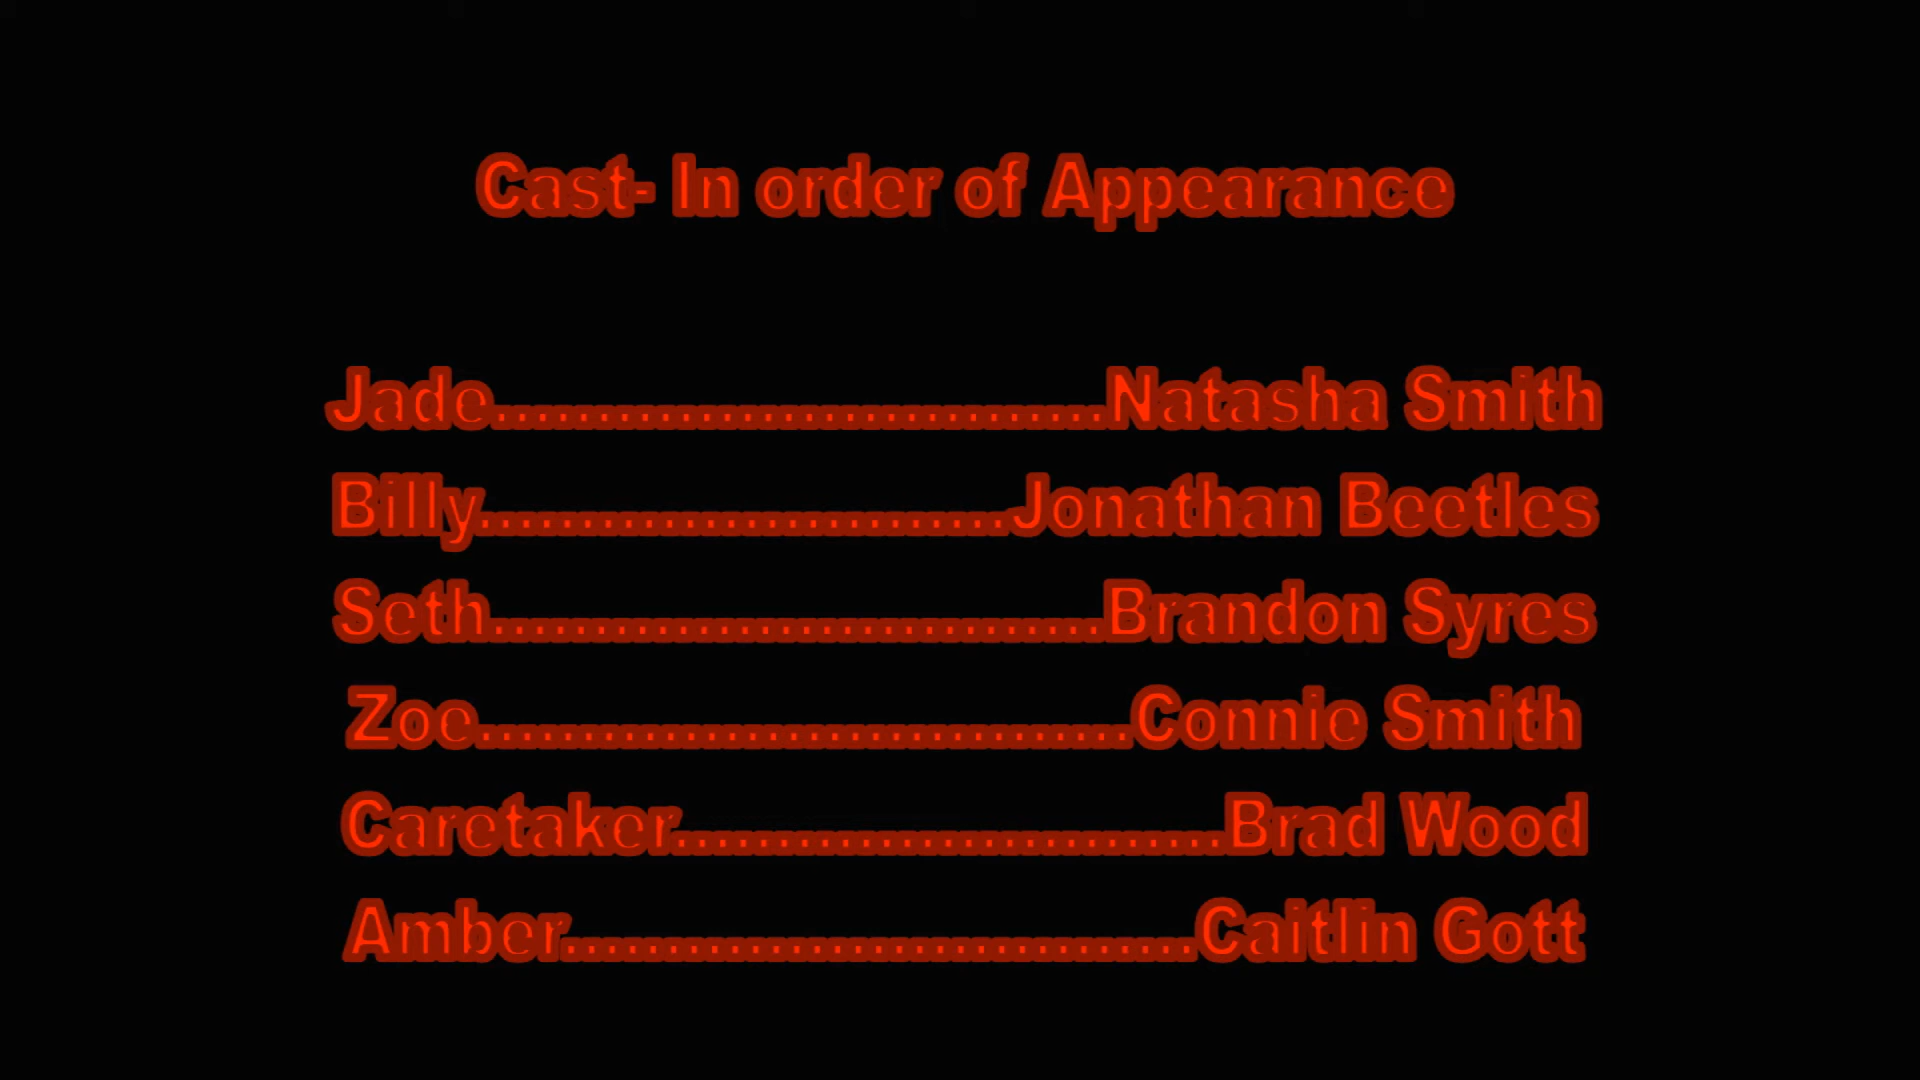 Cast- In order of Appearance
Jade..............................Natasha Smith
Billy..........................Jonathan Beetles
Seth..............................Brandon Syres
Zoe................................Connie Smith
Caretaker...........................Brad Wood
Amber...............................Caitlin Gott